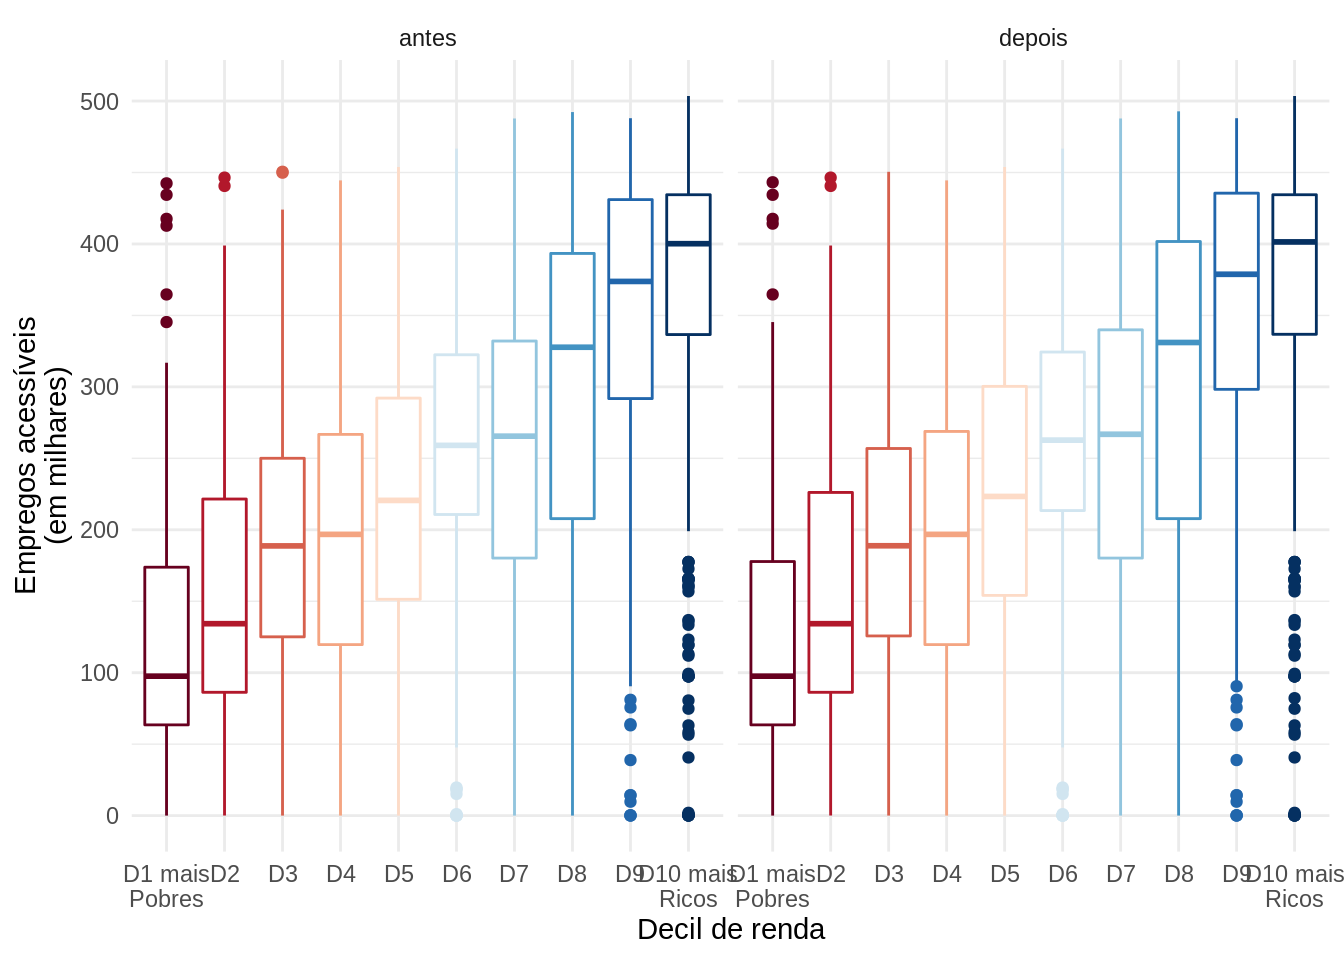 antes
depois
500
400
300
200
100
0
Empregos acessíveis
(em milhares)
D1 mais
Pobres
D2
D3
D4
D5
D6
D7
D8
D9
D10 mais
Ricos
D1 mais
Pobres
D2
D3
D4
D5
D6
D7
D8
D9
D10 mais
Ricos
Decil de renda